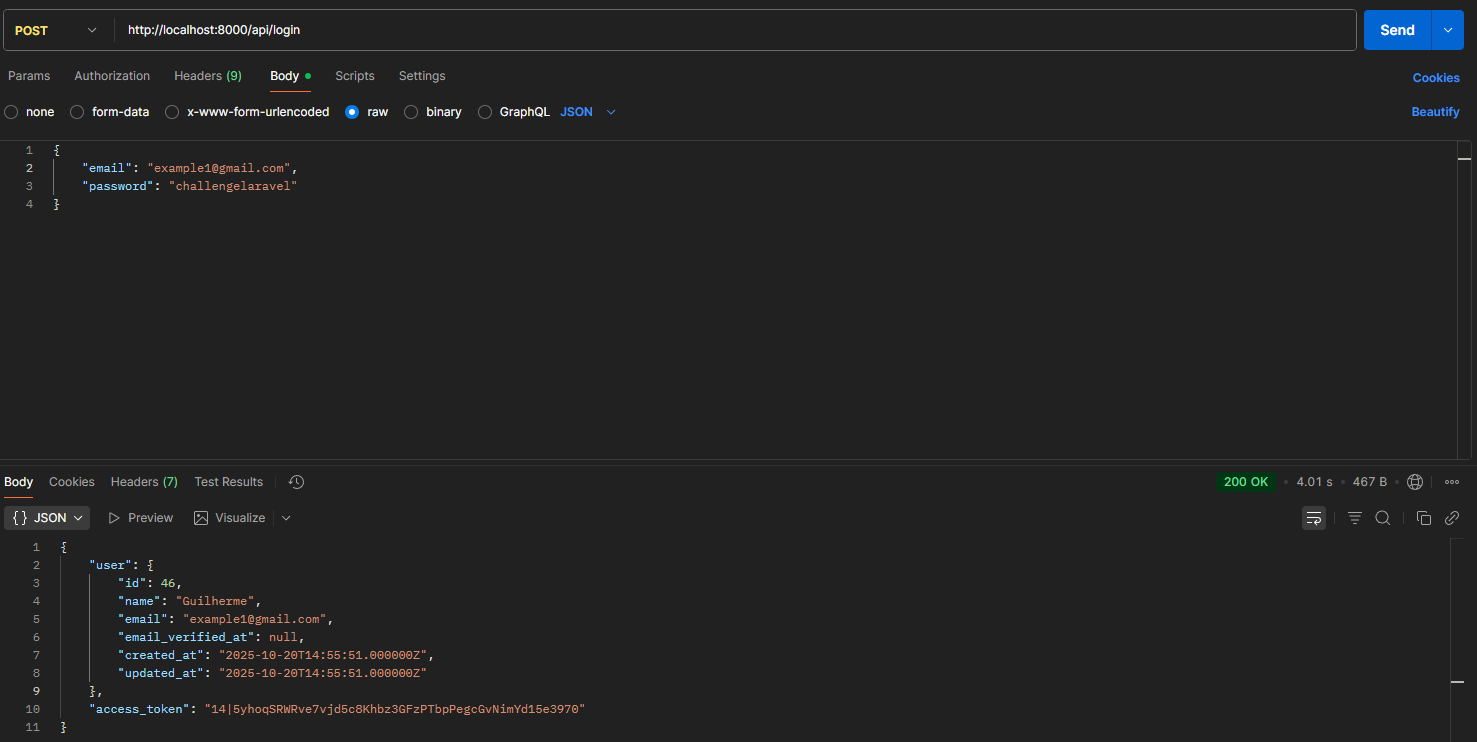 POST http://localhost:8000/api/login Send
Params Authorization Headers (9) Body Scripts Settings Cookies
none form-data x-www-form-urlencoded raw binary GraphQL JSON Beautify
1 {
2 "email": "example1@gmail.com",
3 "password": "challengelaravel"
4 }
Body Cookies Headers (7) Test Results 200 OK • 4.01 s • 467 B •
{} JSON Preview Visualize
1 {
2 "user": {
3 "id": 46,
4 "name": "Guilherme",
5 "email": "example1@gmail.com",
6 "email_verified_at": null,
7 "created_at": "2025-10-20T14:55:51.000000Z",
8 "updated_at": "2025-10-20T14:55:51.000000Z"
9 },
10 "access_token": "14|5yhoqSRWRve7vjd5c8Khbz3GFzPTbpPegcGvNimYd15e3970"
11 }